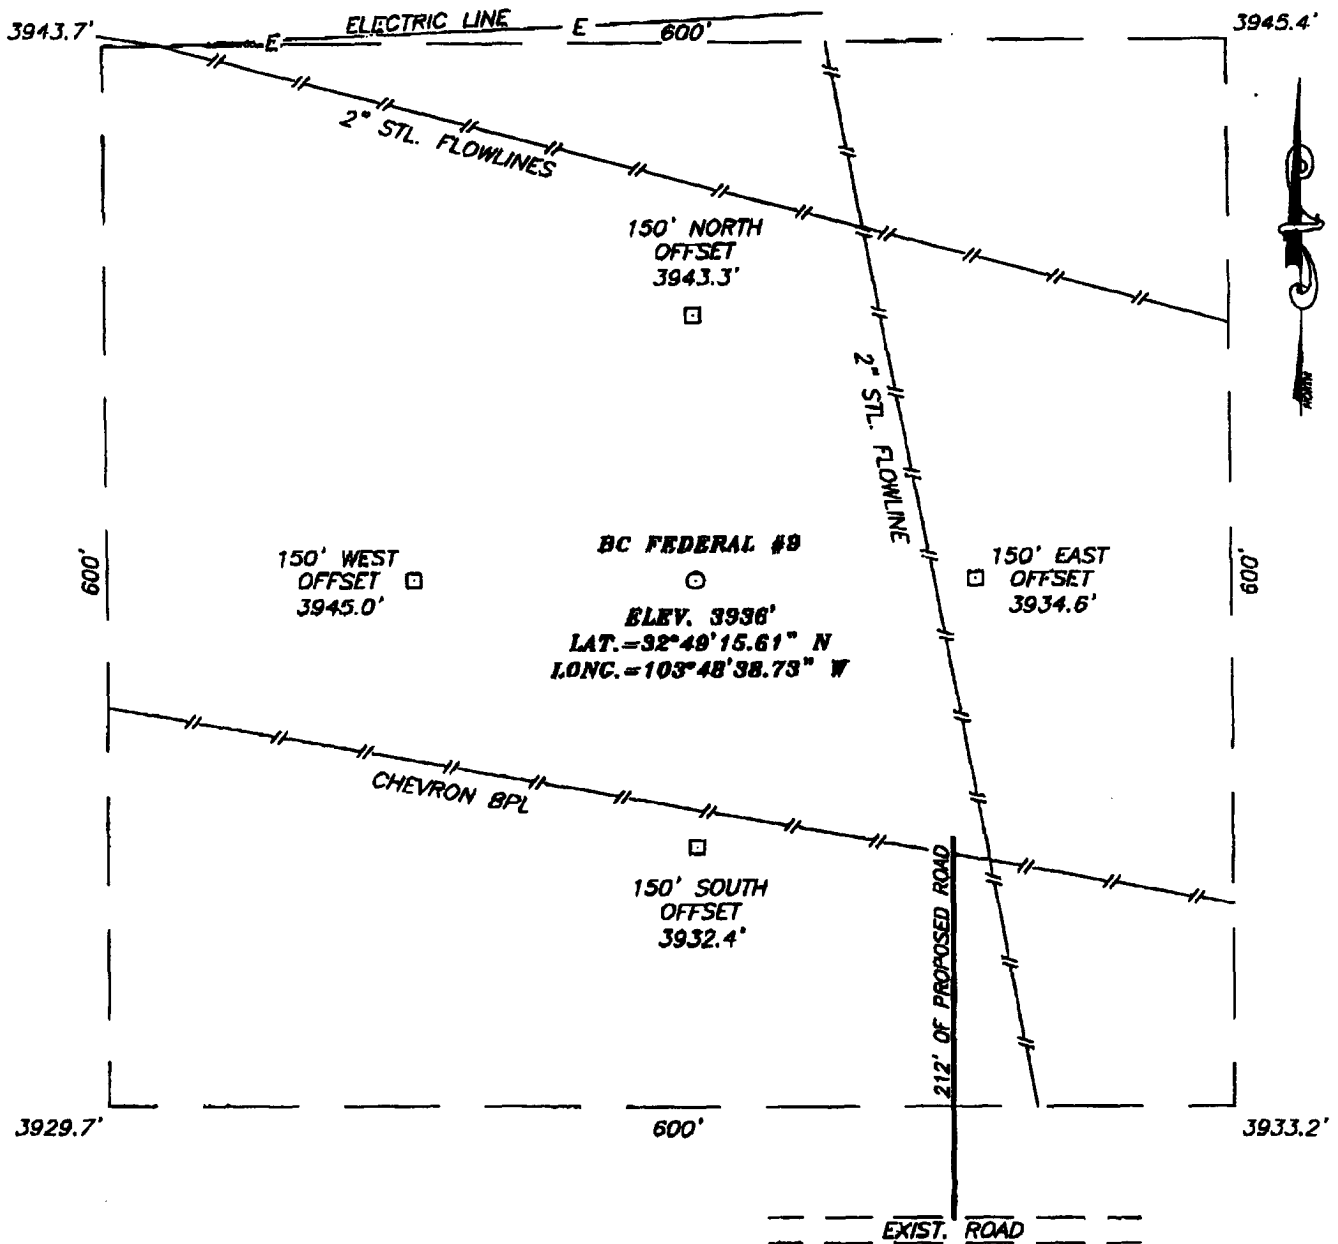 3943.7'
ELECTRIC LINE
E
E
600'
3945.4'
2" STL. FLOWLINES
150' NORTH
OFFSET
3943.3'
NORTH
2" STL. FLOWLINE
600'
150' WEST
OFFSET
3945.0'
BC FEDERAL #9
ELEV. 3936'
LAT.=32°49'15.61" N
LONG.=103°48'38.73" W
150' EAST
OFFSET
3934.6'
600'
CHEVRON BPL
150' SOUTH
OFFSET
3932.4'
212' OF PROPOSED ROAD
3929.7'
600'
3933.2'
EXIST. ROAD